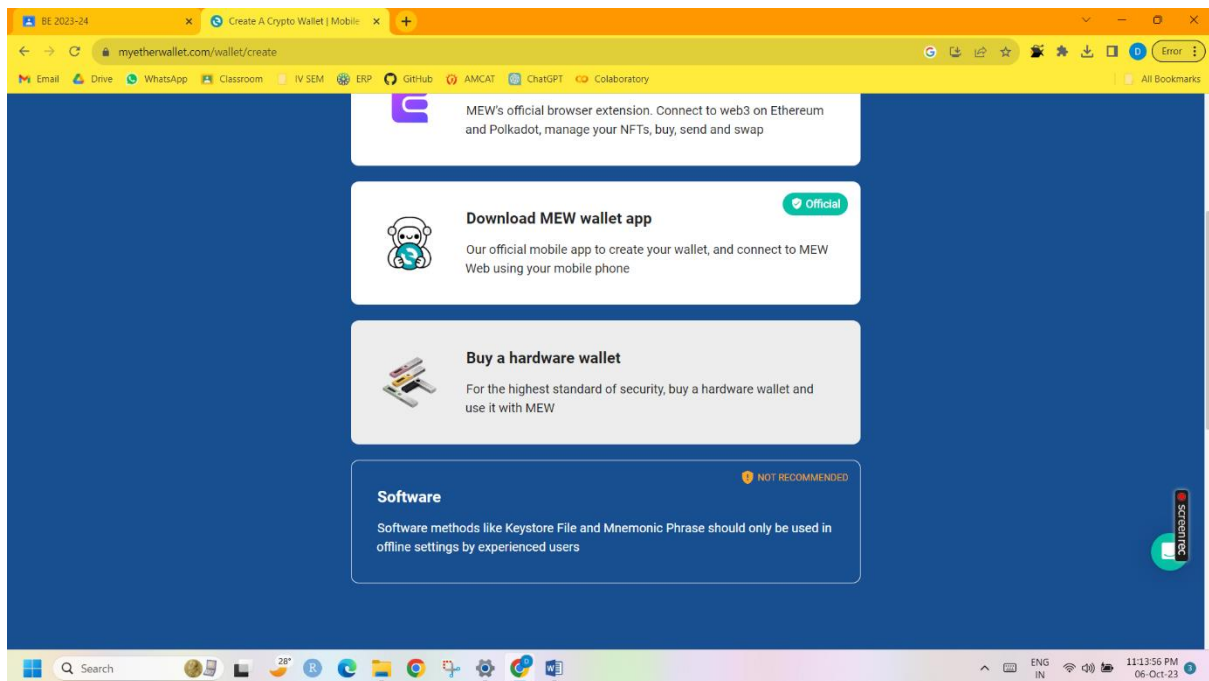 BE 2023-24
Create A Crypto Wallet | Mobile
myetherwallet.com/wallet/create
Error
Email
Drive
WhatsApp
Classroom
IV SEM
ERP
GitHub
AMCAT
ChatGPT
Colaboratory
All Bookmarks
MEW's official browser extension. Connect to web3 on Ethereum
and Polkadot, manage your NFTs, buy, send and swap
Official
Download MEW wallet app
Our official mobile app to create your wallet, and connect to MEW
Web using your mobile phone
Buy a hardware wallet
For the highest standard of security, buy a hardware wallet and
use it with MEW
NOT RECOMMENDED
Software
Software methods like Keystore File and Mnemonic Phrase should only be used in
offline settings by experienced users
screenrec
Search
28°
ENG
IN
11:13:56 PM
06-Oct-23
3